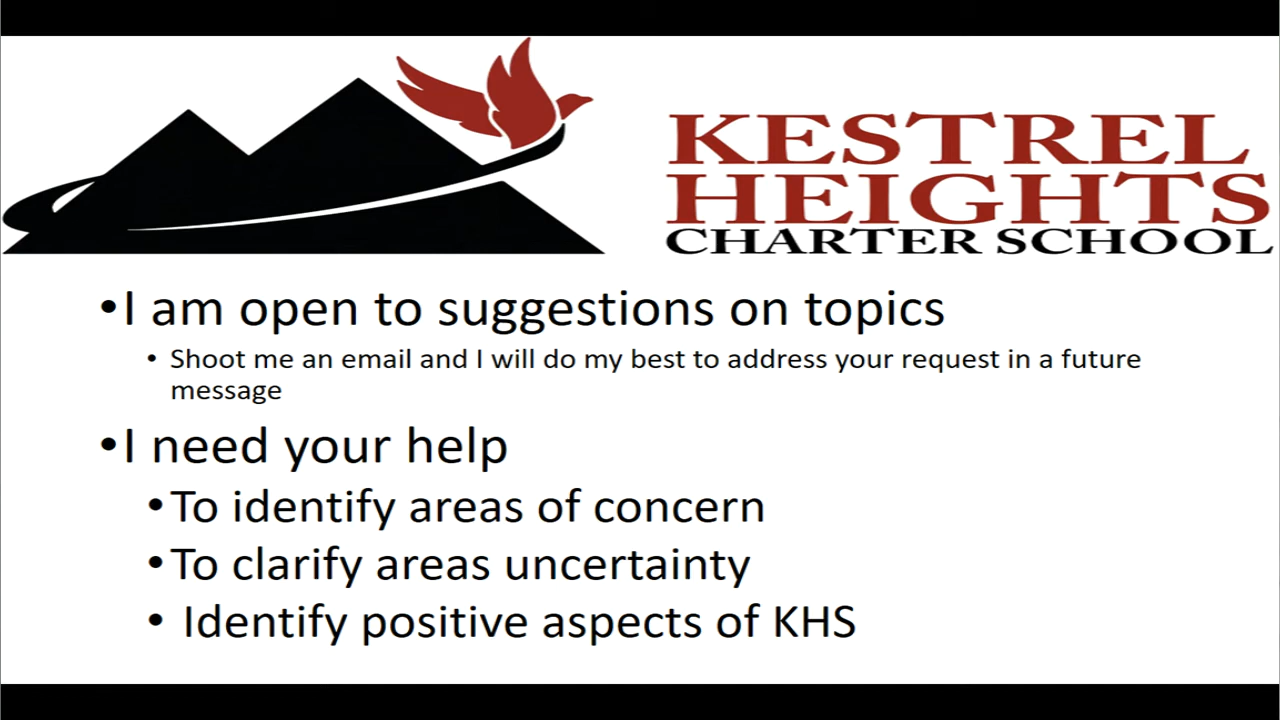 KESTREL
HEIGHTS
CHARTER SCHOOL
•I am open to suggestions on topics
• Shoot me an email and I will do my best to address your request in a future
message
•I need your help
•To identify areas of concern
•To clarify areas uncertainty
• Identify positive aspects of KHS